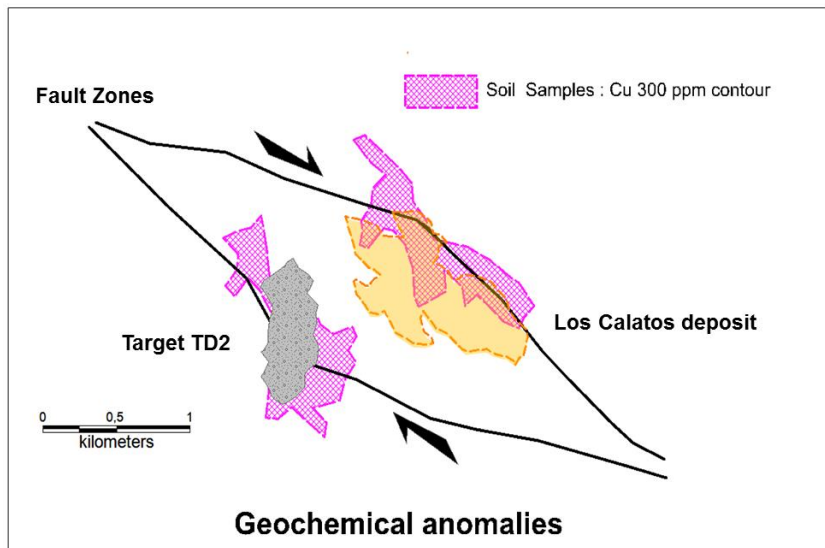 Soil Samples : Cu 300 ppm contour
Fault Zones
Los Calatos deposit
Target TD2
0 0,5 1
kilometers
Geochemical anomalies